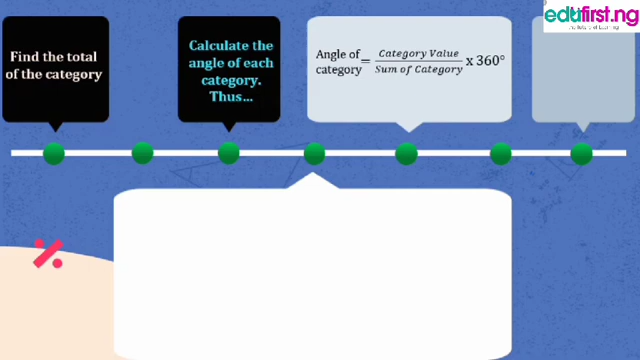 edufirst.ng
Find the total
of the category
Calculate the
angle of each
category.
Thus...
Angle of
category = Category Value / Sum of Category x 360°